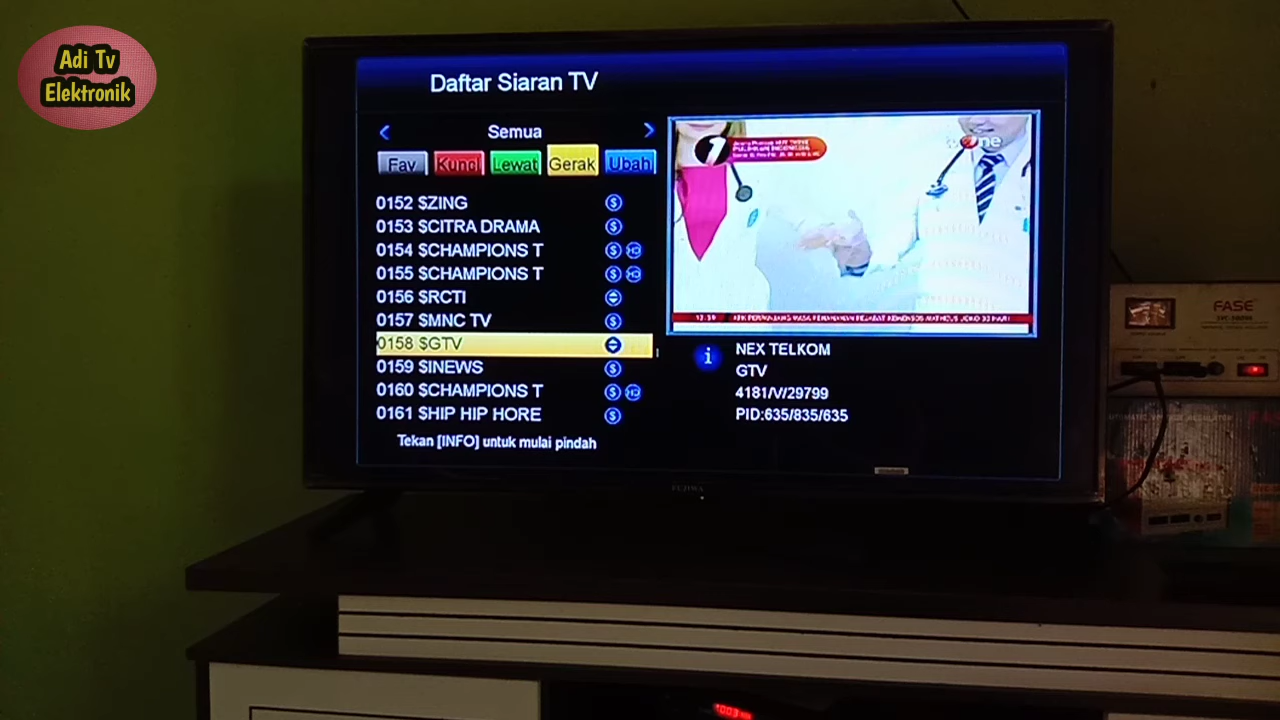 Adi Tv
Elektronik
Daftar Siaran TV
Semua
Fav
Kunci
Lewat
Gerak
Ubah
0152 $ZING
0153 $CITRA DRAMA
0154 $CHAMPIONS T
0155 $CHAMPIONS T
0156 $RCTI
0157 $MNC TV
0158 $GTV
0159 $INEWS
0160 $CHAMPIONS T
0161 $HIP HIP HORE
Tekan [INFO] untuk mulai pindah
1
tvOne
NEX TELKOM
GTV
4181/V/29799
PID:635/835/635
FASE